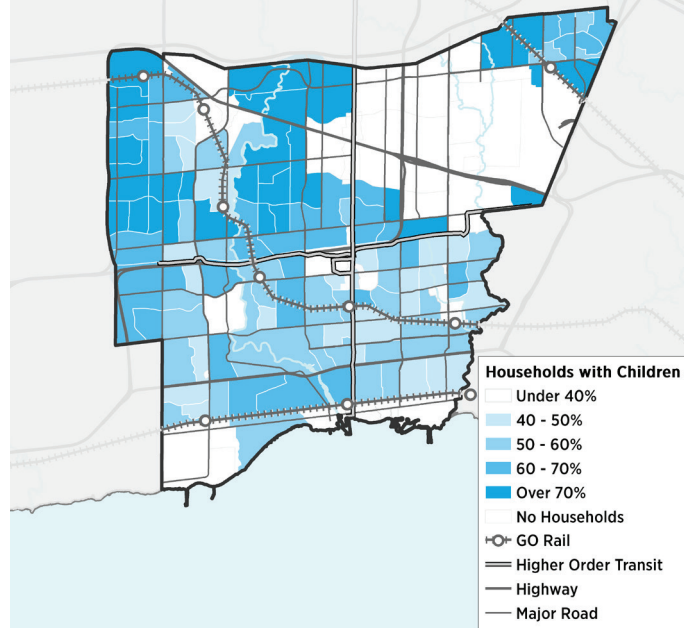 Households with Children
Under 40%
40 - 50%
50 - 60%
60 - 70%
Over 70%
No Households
GO Rail
Higher Order Transit
Highway
Major Road